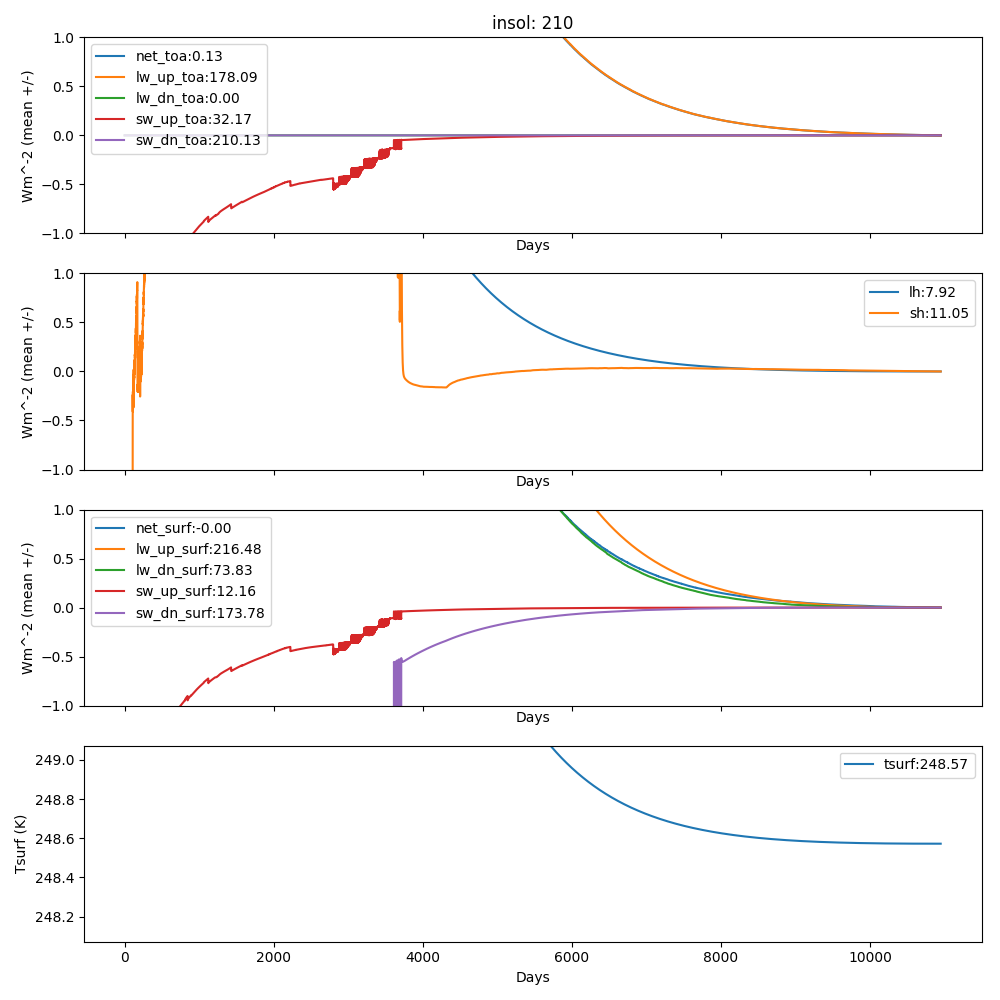 insol: 210
Wm^-2 (mean +/-)
1.0
0.5
0.0
−0.5
−1.0
net_toa:0.13
lw_up_toa:178.09
lw_dn_toa:0.00
sw_up_toa:32.17
sw_dn_toa:210.13
Days
Wm^-2 (mean +/-)
1.0
0.5
0.0
−0.5
−1.0
lh:7.92
sh:11.05
Days
Wm^-2 (mean +/-)
1.0
0.5
0.0
−0.5
−1.0
net_surf:-0.00
lw_up_surf:216.48
lw_dn_surf:73.83
sw_up_surf:12.16
sw_dn_surf:173.78
Days
Tsurf (K)
249.0
248.8
248.6
248.4
248.2
tsurf:248.57
0 2000 4000 6000 8000 10000
Days